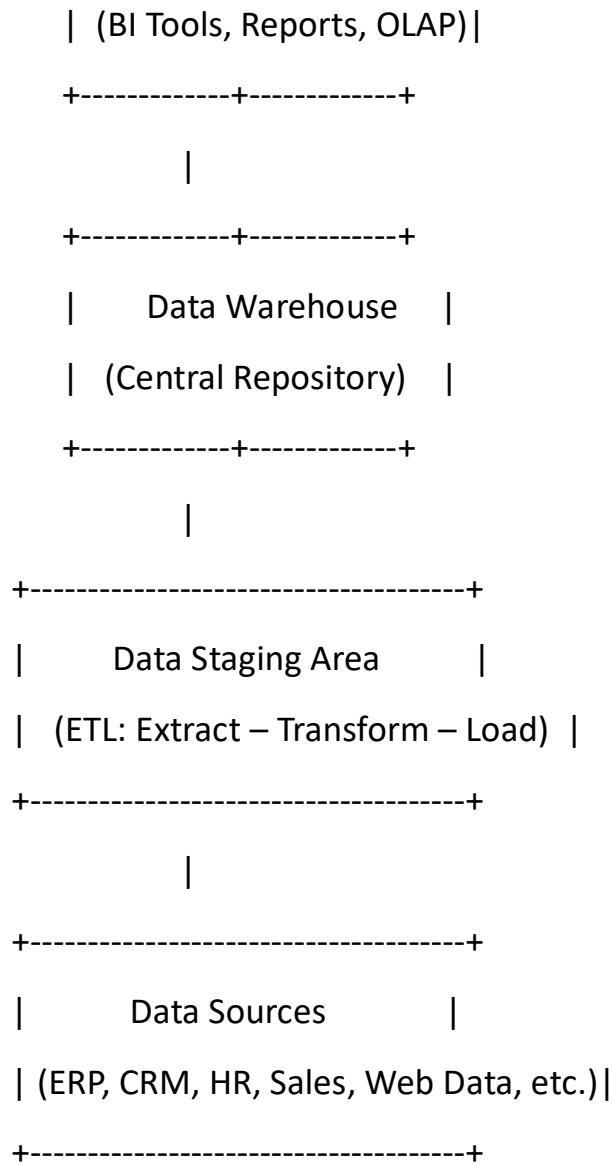 | (BI Tools, Reports, OLAP)|
+-------------+-------------+
|
+-------------+-------------+
| Data Warehouse |
| (Central Repository) |
+-------------+-------------+
|
+--------------------------------------+
| Data Staging Area |
| (ETL: Extract – Transform – Load) |
+--------------------------------------+
|
+--------------------------------------+
| Data Sources |
| (ERP, CRM, HR, Sales, Web Data, etc.)|
+--------------------------------------+